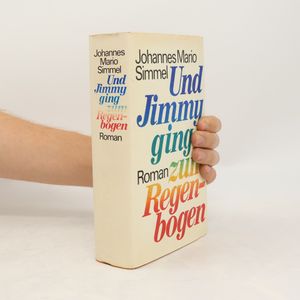 Johannes
Mario
Simmel
Und
Jimmy
ging
zum
Regen-
bogen
Roman
Johannes Mario
Simmel
Und
Jimmy
ging
Roman zum
Regen-
bogen